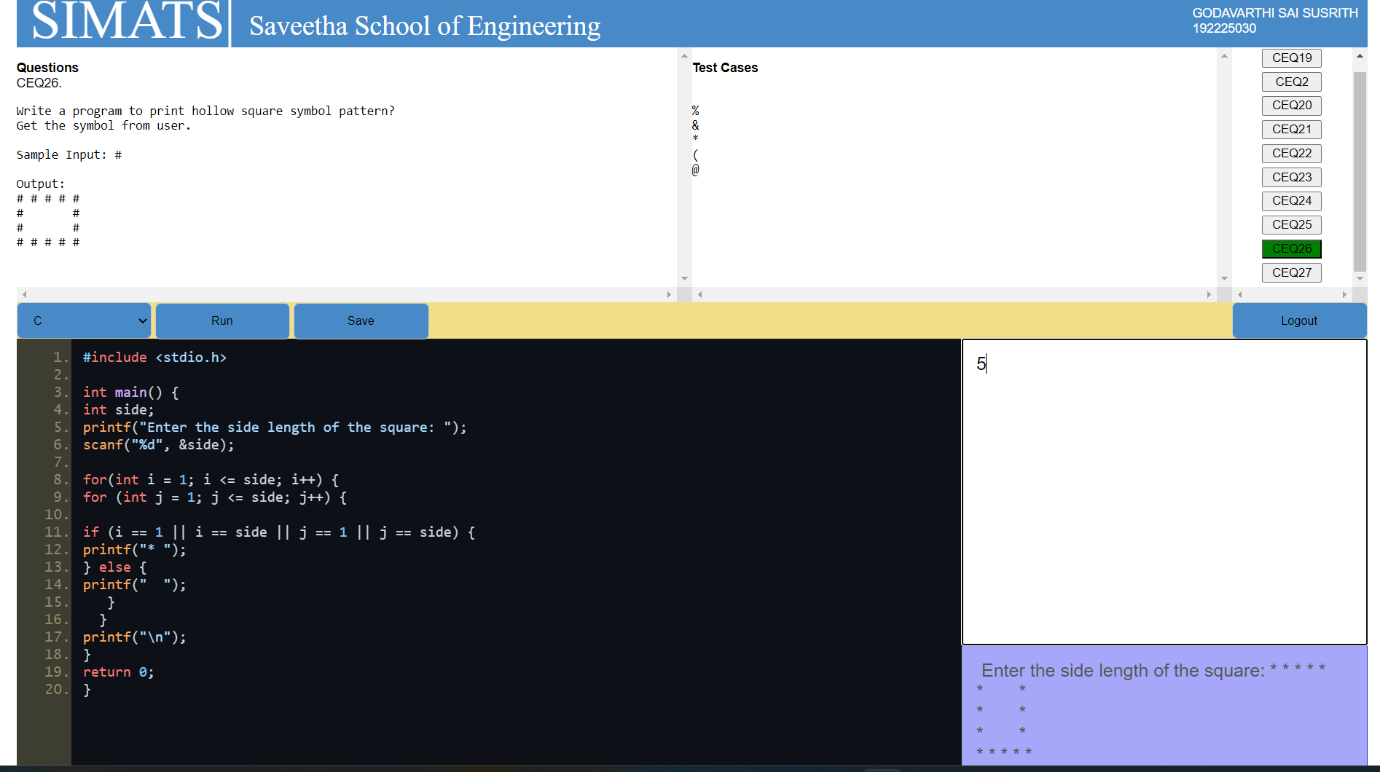 SIMATS
Saveetha School of Engineering
GODAVARTHI SAI SUSRITH
192225030
Questions
CEQ26.
Write a program to print hollow square symbol pattern?
Get the symbol from user.
Sample Input: #
Output:
# # # # #
#       #
#       #
# # # # #
Test Cases
%
&
*
(
@
CEQ19
CEQ2
CEQ20
CEQ21
CEQ22
CEQ23
CEQ24
CEQ25
CEQ26
CEQ27
C
Run
Save
Logout
1. #include <stdio.h>
2.
3. int main() {
4. int side;
5. printf("Enter the side length of the square: ");
6. scanf("%d", &side);
7.
8. for(int i = 1; i <= side; i++) {
9. for (int j = 1; j <= side; j++) {
10.
11. if (i == 1 || i == side || j == 1 || j == side) {
12. printf("* ");
13. } else {
14. printf("  ");
15.    }
16.   }
17. printf("\n");
18. }
19. return 0;
20. }
5
Enter the side length of the square: * * * * *
*       *
*       *
*       *
* * * * *